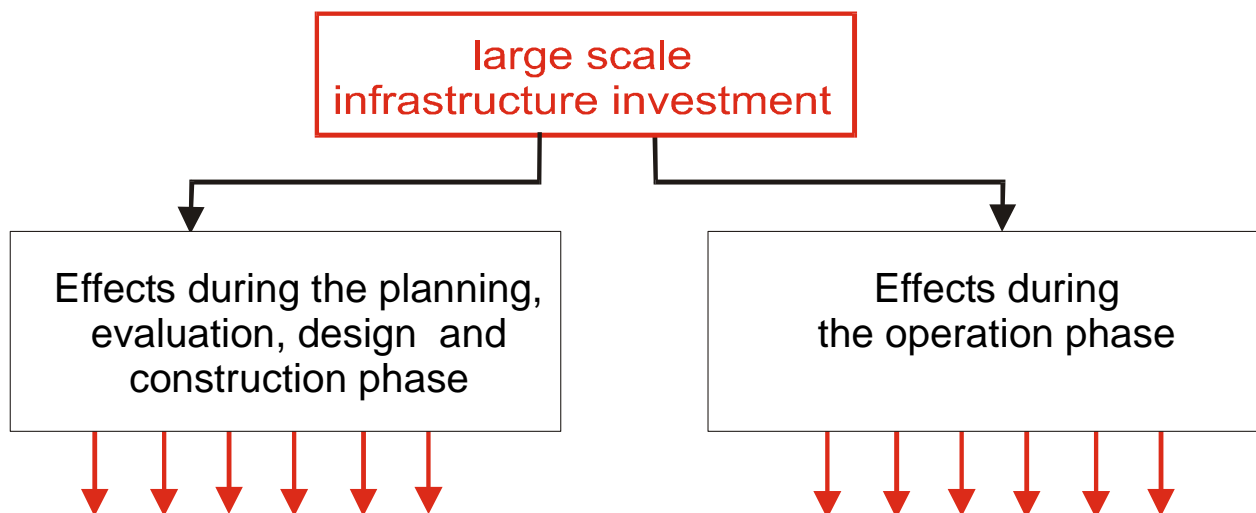 large scale
infrastructure investment
Effects during the planning,
evaluation, design and
construction phase
Effects during
the operation phase